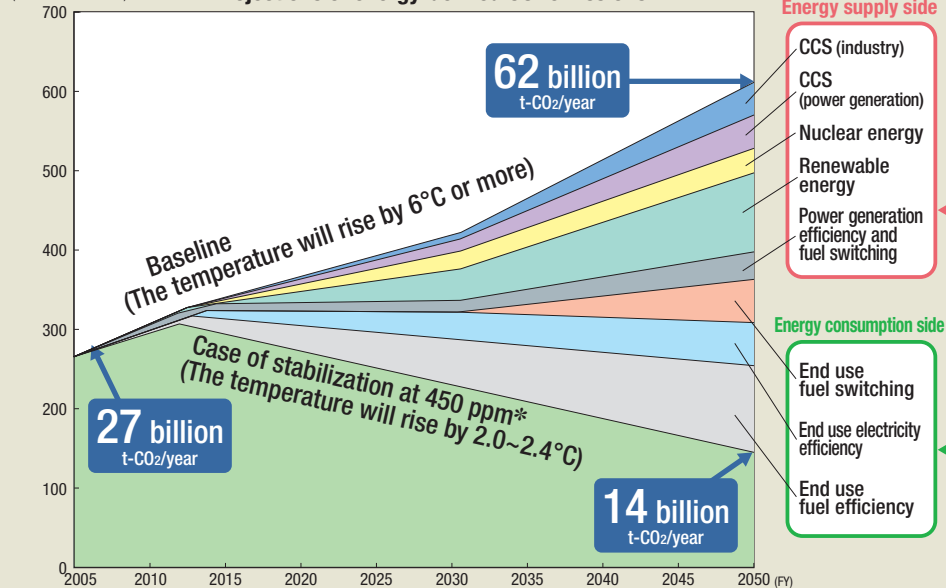 Energy supply side
700
600
500
400
300
200
100
0
2005
2010
2015
2020
2025
2030
2035
2040
2045
2050 (FY)
62 billion
t-CO2/year
Baseline
(The temperature will rise by 6°C or more)
Case of stabilization at 450 ppm*
(The temperature will rise by 2.0~2.4°C)
27 billion
t-CO2/year
14 billion
t-CO2/year
CCS (industry)
CCS
(power generation)
Nuclear energy
Renewable
energy
Power generation
efficiency and
fuel switching
Energy consumption side
End use
fuel switching
End use electricity
efficiency
End use
fuel efficiency